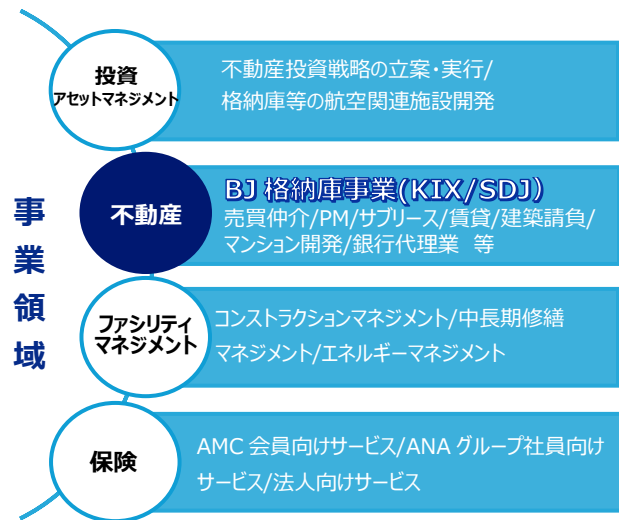 事業領域
投資
アセットマネジメント
不動産投資戦略の立案・実行/
格納庫等の航空関連施設開発
不動産
BJ 格納庫事業(KIX/SDJ)
売買仲介/PM/サブリース/賃貸/建築請負/
マンション開発/銀行代理業 等
ファシリティ
マネジメント
コンストラクションマネジメント/中長期修繕
マネジメント/エネルギーマネジメント
保険
AMC 会員向けサービス/ANA グループ社員向け
サービス/法人向けサービス